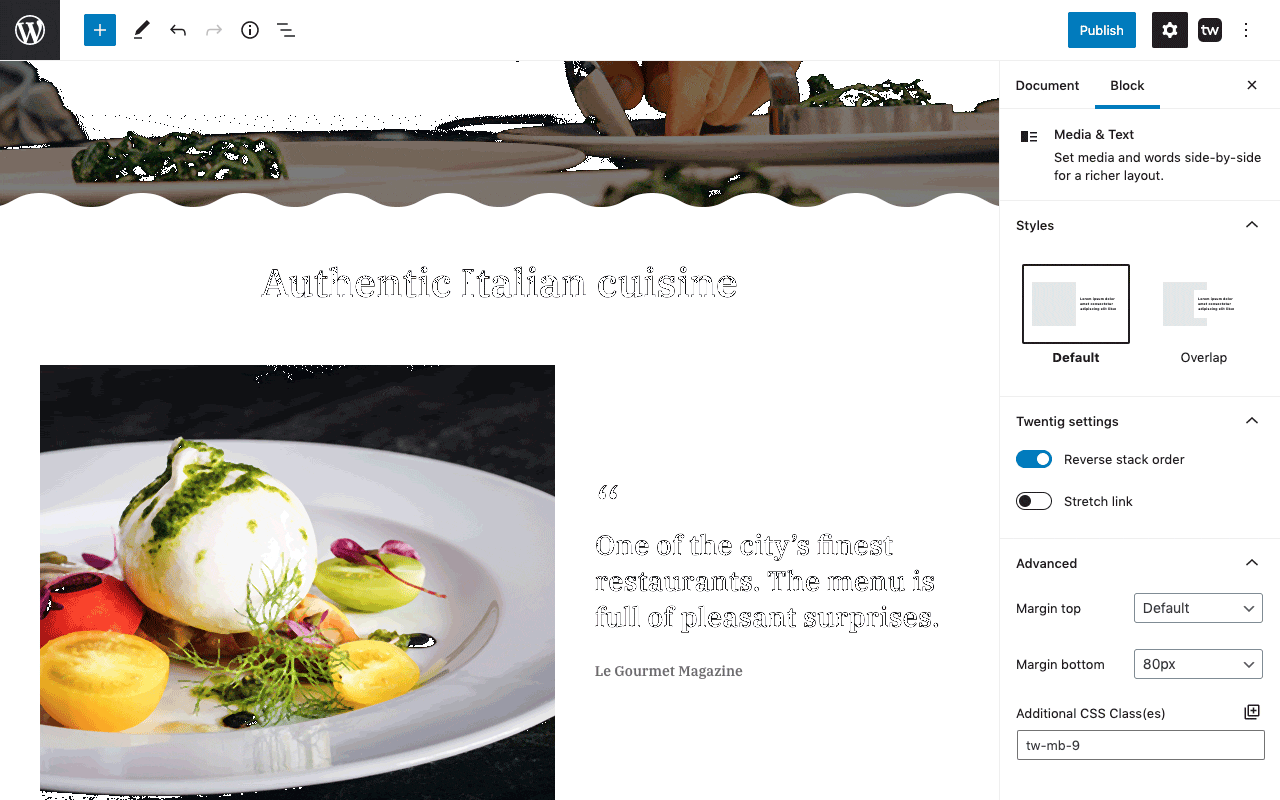 Publish
tw
Document
Block
Media & Text
Set media and words side-by-side
for a richer layout.
Styles
Lorem ipsum dolor
amet consectetur
adipiscing elit litus
Lorem ipsum dolor
amet consectetur
adipiscing elit litus
Default
Overlap
Twentig settings
Reverse stack order
Stretch link
Advanced
Margin top
Default
Margin bottom
80px
Additional CSS Class(es)
tw-mb-9
Authentic Italian cuisine
“
One of the city’s finest
restaurants. The menu is
full of pleasant surprises.
Le Gourmet Magazine